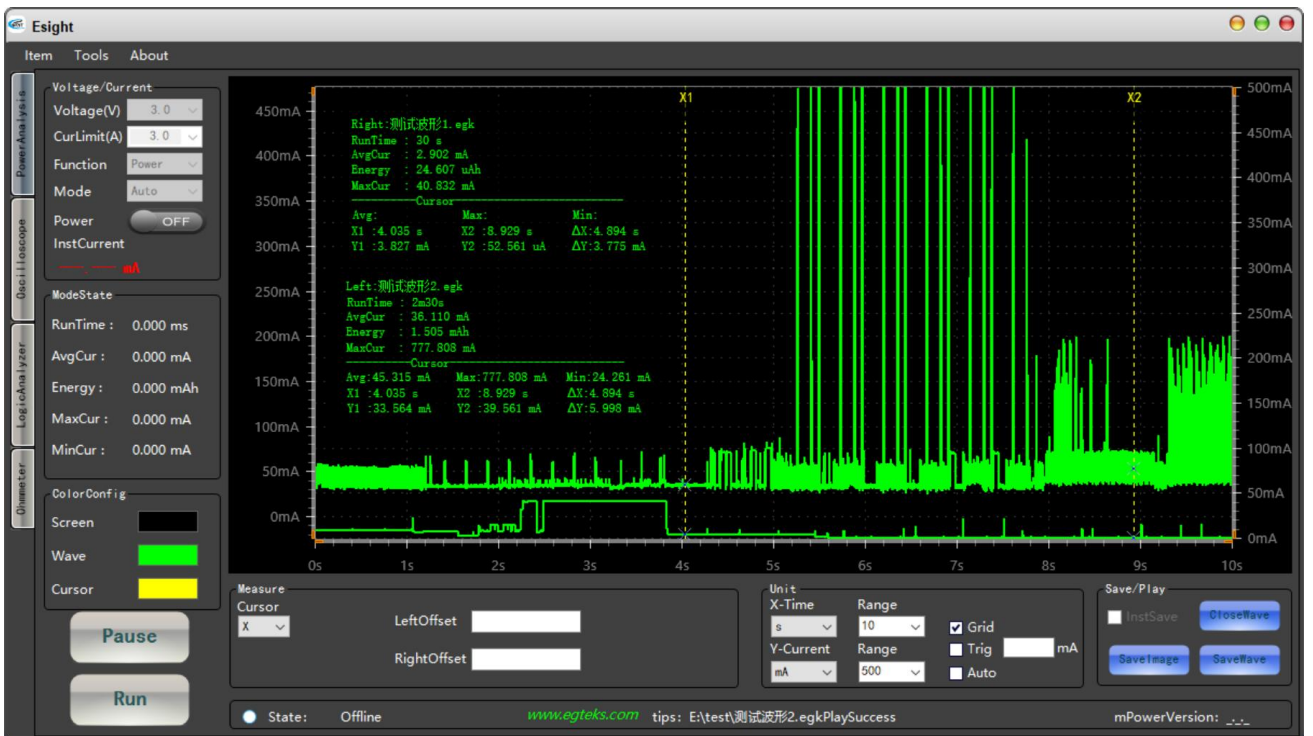 Esight
Item Tools About
PowerAnalysis
Oscilloscope
LogicAnalyzer
Ohmmeter
Voltage/Current
Voltage(V) 3.0
CurLimit(A) 3.0
Function Power
Mode Auto
Power OFF
InstCurrent
---.--- mA
ModeState
RunTime : 0.000 ms
AvgCur : 0.000 mA
Energy : 0.000 mAh
MaxCur : 0.000 mA
MinCur : 0.000 mA
ColorConfig
Screen
Wave
Cursor
Pause
Run
450mA
400mA
350mA
300mA
250mA
200mA
150mA
100mA
50mA
0mA
X1
X2
Right:测试波形1.egk
RunTime : 30 s
AvgCur : 2.902 mA
Energy : 24.607 uAh
MaxCur : 40.832 mA
Cursor
Avg: Max: Min:
X1 :4.035 s X2 :8.929 s ΔX:4.894 s
Y1 :3.827 mA Y2 :52.561 uA ΔY:3.775 mA
Left:测试波形2.egk
RunTime : 2m30s
AvgCur : 36.110 mA
Energy : 1.505 mAh
MaxCur : 777.808 mA
Cursor
Avg:45.315 mA Max:777.808 mA Min:24.261 mA
X1 :4.035 s X2 :8.929 s ΔX:4.894 s
Y1 :33.564 mA Y2 :39.561 mA ΔY:5.998 mA
500mA
450mA
400mA
350mA
300mA
250mA
200mA
150mA
100mA
50mA
0mA
0s 1s 2s 3s 4s 5s 6s 7s 8s 9s 10s
Measure
Cursor
X
LeftOffset
RightOffset
Unit
X-Time Range
s 10 Grid
Y-Current Range Trig mA
mA 500 Auto
Save/Play
InstSave CloseWave
SaveImage SaveWave
State: Offline www.egteks.com tips: E:\test\测试波形2.egkPlaySuccess mPowerVersion: _._._